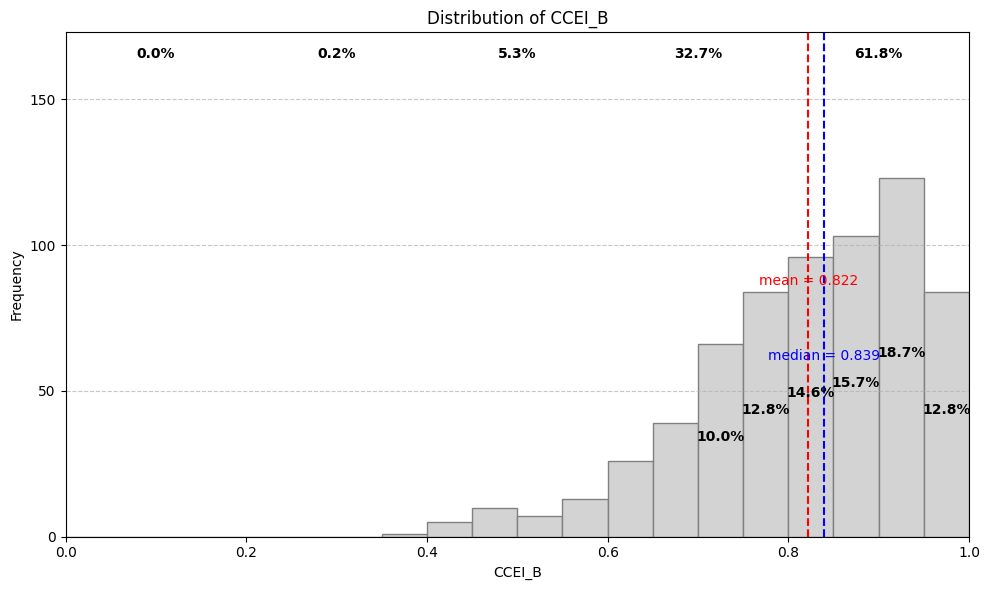 Distribution of CCEI_B
0.0% 0.2% 5.3% 32.7% 61.8%
150
100
mean = 0.822
median = 0.839
18.7%
15.7%
14.6%
50
12.8% 12.8%
10.0%
0
0.0 0.2 0.4 0.6 0.8 1.0
CCEI_B
Frequency